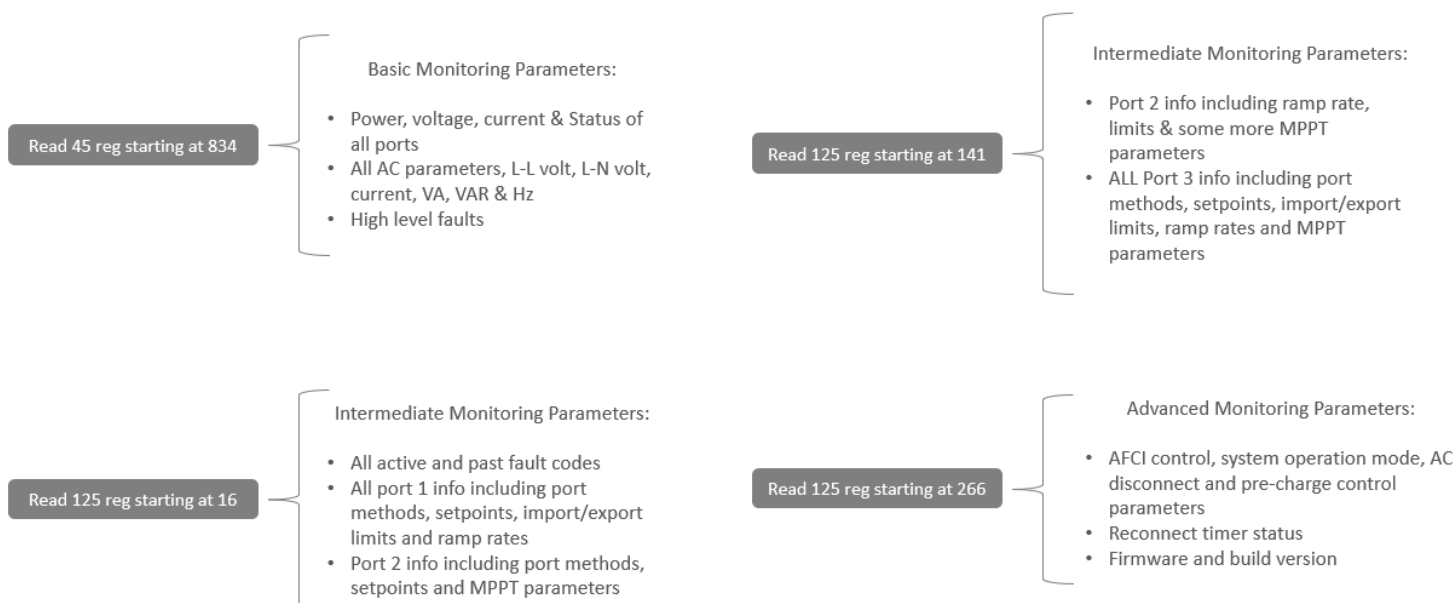 Read 45 reg starting at 834
Basic Monitoring Parameters:
• Power, voltage, current & Status of
all ports
• All AC parameters, L-L volt, L-N volt,
current, VA, VAR & Hz
• High level faults
Read 125 reg starting at 141
Intermediate Monitoring Parameters:
• Port 2 info including ramp rate,
limits & some more MPPT
parameters
• ALL Port 3 info including port
methods, setpoints, import/export
limits, ramp rates and MPPT
parameters
Read 125 reg starting at 16
Intermediate Monitoring Parameters:
• All active and past fault codes
• All port 1 info including port
methods, setpoints, import/export
limits and ramp rates
• Port 2 info including port methods,
setpoints and MPPT parameters
Read 125 reg starting at 266
Advanced Monitoring Parameters:
• AFCI control, system operation mode, AC
disconnect and pre-charge control
parameters
• Reconnect timer status
• Firmware and build version